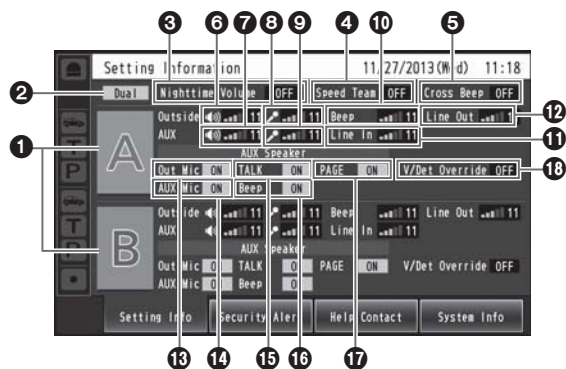 3 6 7 8 9 4 10 5
Setting Information 11/27/2013(Wed) 11:18
2 Dual Nighttime Volume OFF Speed Team OFF Cross Beep OFF
Outside 11 11 Beep 11 Line Out 1 12
AUX 11 11 Line In 11 11
1 A AUX Speaker
T
P Out Mic ON TALK ON PAGE ON V/Det Override OFF 18
AUX Mic ON Beep ON
Outside 11 11 Beep 11 Line Out 11
AUX 11 11 Line In 11
T B AUX Speaker
P Out Mic ON TALK ON PAGE ON V/Det Override OFF
AUX Mic ON Beep ON
Setting Info Security Alert Help Contact System Info
13 14 15 16 17